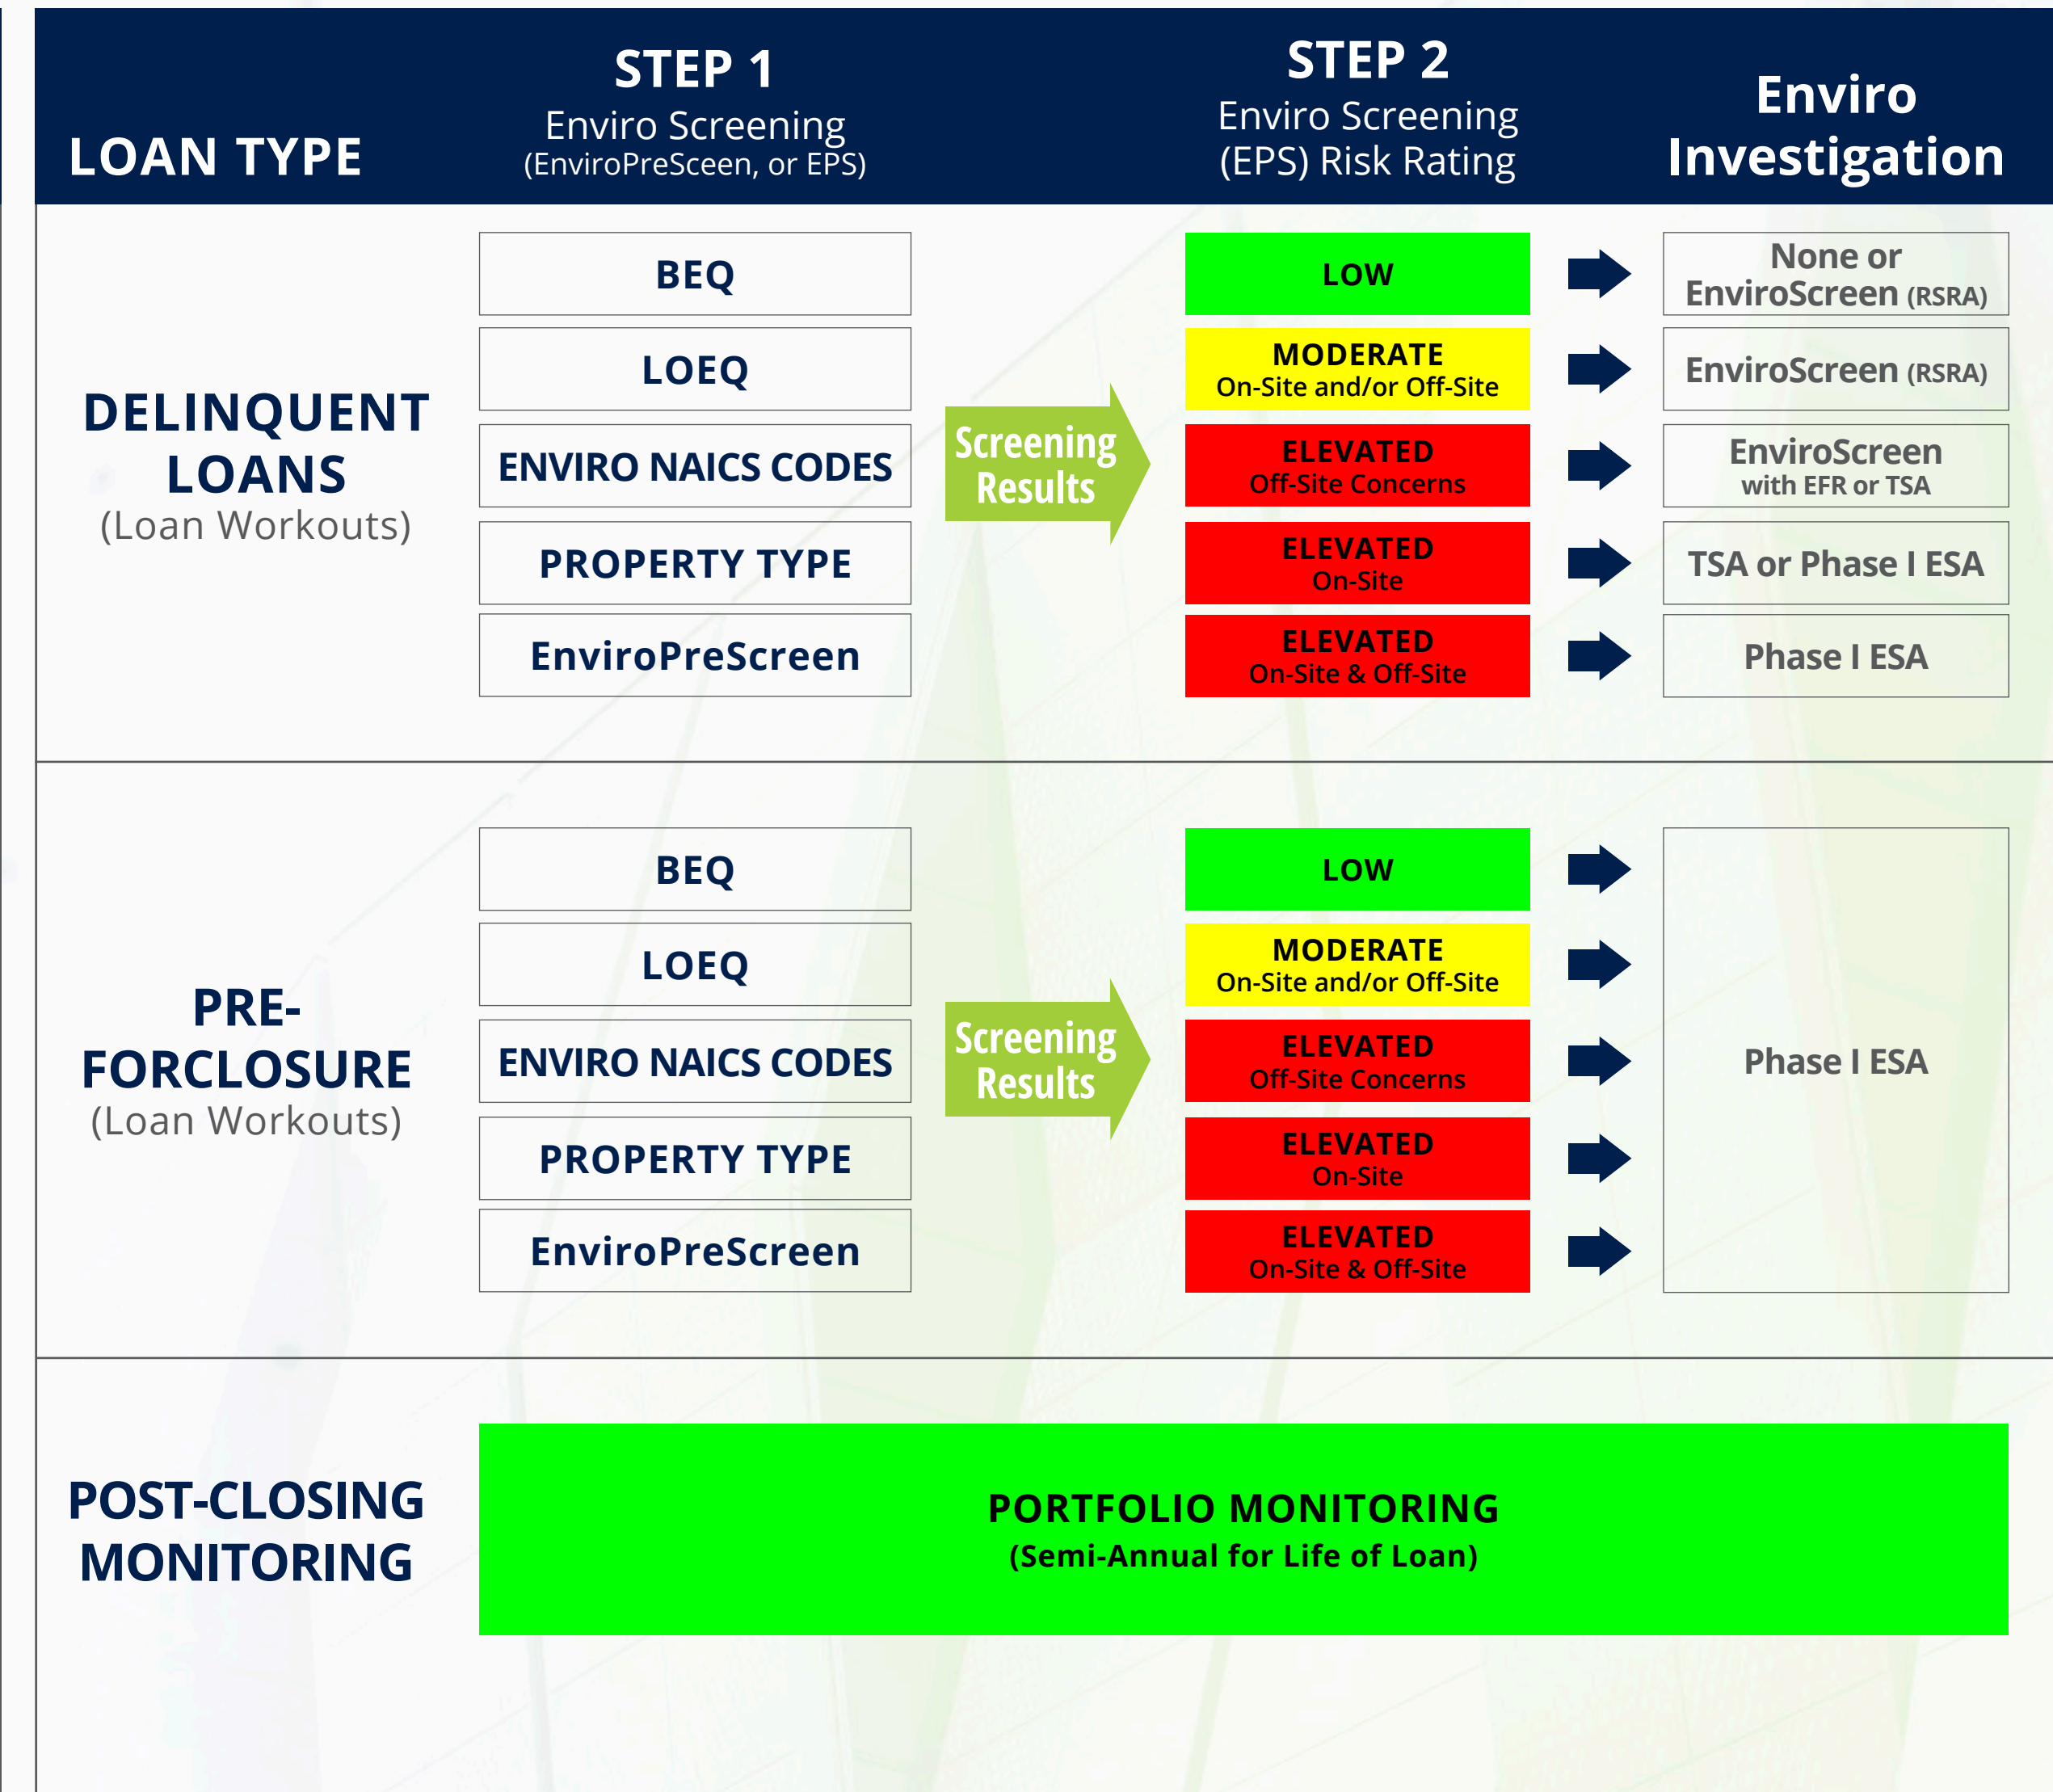 LOAN TYPE
STEP 1
Enviro Screening
(EnviroPreSceen, or EPS)
STEP 2
Enviro Screening
(EPS) Risk Rating
Enviro
Investigation
DELINQUENT
LOANS
(Loan Workouts)
BEQ
LOEQ
ENVIRO NAICS CODES
PROPERTY TYPE
EnviroPreScreen
Screening
Results
LOW
MODERATE
On-Site and/or Off-Site
ELEVATED
Off-Site Concerns
ELEVATED
On-Site
ELEVATED
On-Site & Off-Site
None or
EnviroScreen (RSRA)
EnviroScreen (RSRA)
EnviroScreen
with EFR or TSA
TSA or Phase I ESA
Phase I ESA
PRE-
FORCLOSURE
(Loan Workouts)
BEQ
LOEQ
ENVIRO NAICS CODES
PROPERTY TYPE
EnviroPreScreen
Screening
Results
LOW
MODERATE
On-Site and/or Off-Site
ELEVATED
Off-Site Concerns
ELEVATED
On-Site
ELEVATED
On-Site & Off-Site
Phase I ESA
POST-CLOSING
MONITORING
PORTFOLIO MONITORING
(Semi-Annual for Life of Loan)